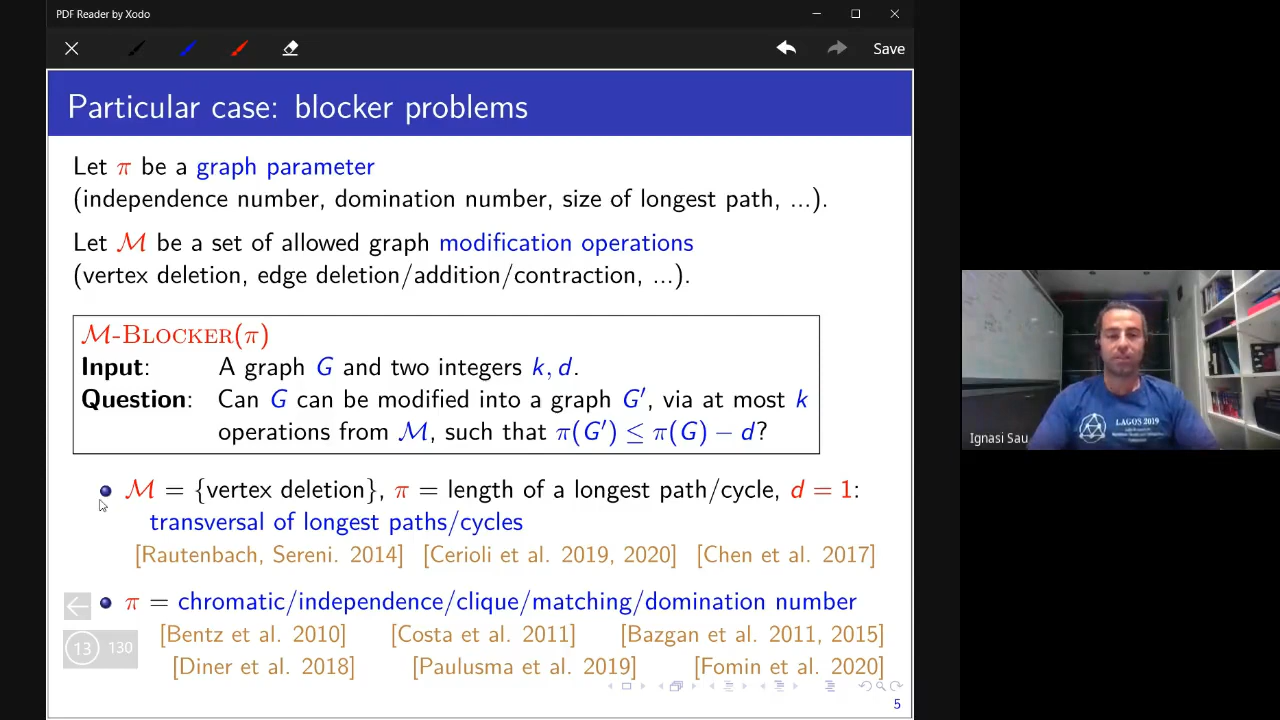 PDF Reader by Xodo
Save
Particular case: blocker problems
Let π be a graph parameter
(independence number, domination number, size of longest path, ...).
Let ℳ be a set of allowed graph modification operations
(vertex deletion, edge deletion/addition/contraction, ...).
ℳ-BLOCKER(π)
Input: A graph G and two integers k, d.
Question: Can G can be modified into a graph G′, via at most k
operations from ℳ, such that π(G′) ≤ π(G) − d?
ℳ = {vertex deletion}, π = length of a longest path/cycle, d = 1:
transversal of longest paths/cycles
[Rautenbach, Sereni. 2014] [Cerioli et al. 2019, 2020] [Chen et al. 2017]
π = chromatic/independence/clique/matching/domination number
[Bentz et al. 2010] [Costa et al. 2011] [Bazgan et al. 2011, 2015]
[Diner et al. 2018] [Paulusma et al. 2019] [Fomin et al. 2020]
13 130
5
LAGOS 2019
Ignasi Sau